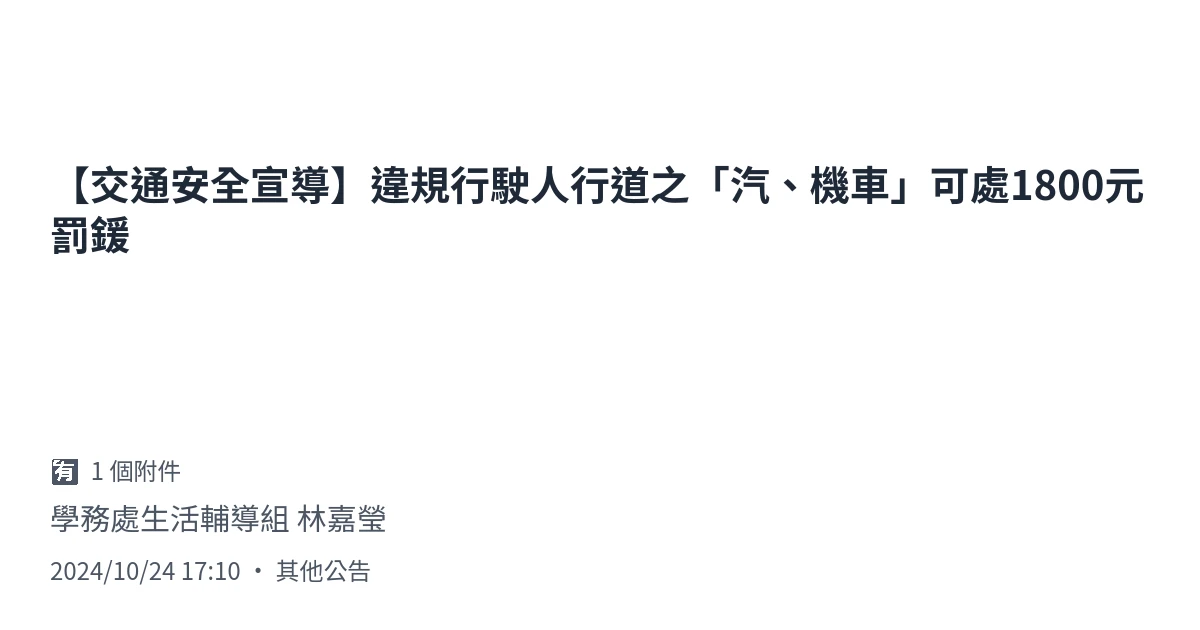 【交通安全宣導】違規行駛人行道之「汽、機車」可處1800元
罰鍰
有 1 個附件
學務處生活輔導組 林嘉瑩
2024/10/24 17:10 ・ 其他公告